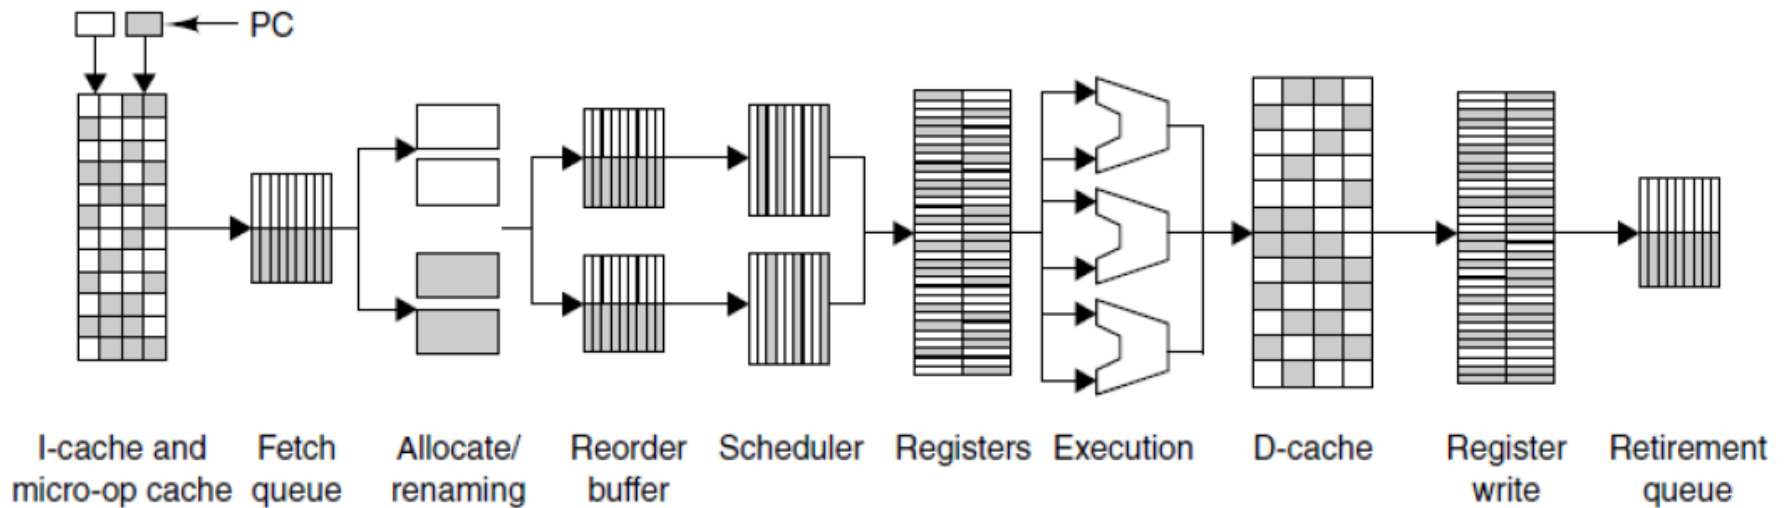 PC
I-cache and
micro-op cache
Fetch
queue
Allocate/
renaming
Reorder
buffer
Scheduler
Registers
Execution
D-cache
Register
write
Retirement
queue